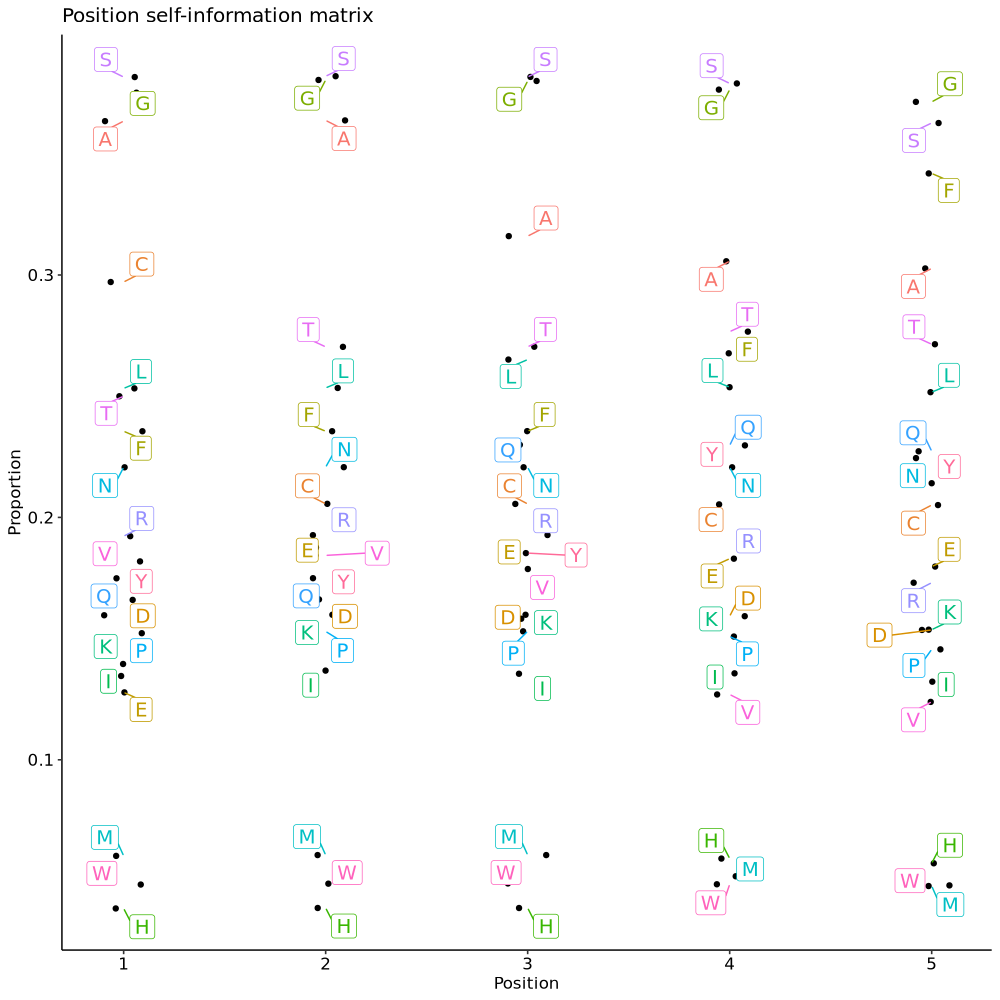 Position self-information matrix
S S S S G
G G G G S
A A F
A
C A A
T T T F T
L L L L L
T F F Q Q
F N Q Y Y
N C C N N
R R N C C
V E V R R E
Y E Y E R
Q Q Y V D K
D K D D K D
K P P K P
P I P I I
I I V V
E
M M M H H
W W W M W
H H H W M
0.3
0.2
0.1
Proportion
1 2 3 4 5
Position